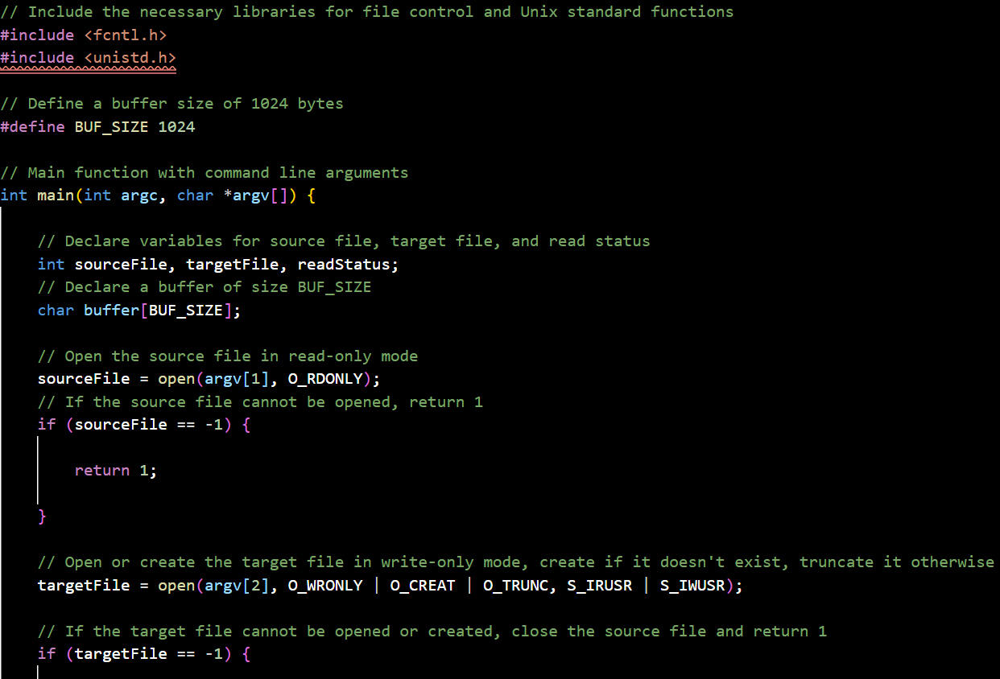 // Include the necessary libraries for file control and Unix standard functions
#include <fcntl.h>
#include <unistd.h>
// Define a buffer size of 1024 bytes
#define BUF_SIZE 1024
// Main function with command line arguments
int main(int argc, char *argv[]) {
// Declare variables for source file, target file, and read status
int sourceFile, targetFile, readStatus;
// Declare a buffer of size BUF_SIZE
char buffer[BUF_SIZE];
// Open the source file in read-only mode
sourceFile = open(argv[1], O_RDONLY);
// If the source file cannot be opened, return 1
if (sourceFile == -1) {
return 1;
}
// Open or create the target file in write-only mode, create if it doesn't exist, truncate it otherwise
targetFile = open(argv[2], O_WRONLY | O_CREAT | O_TRUNC, S_IRUSR | S_IWUSR);
// If the target file cannot be opened or created, close the source file and return 1
if (targetFile == -1) {